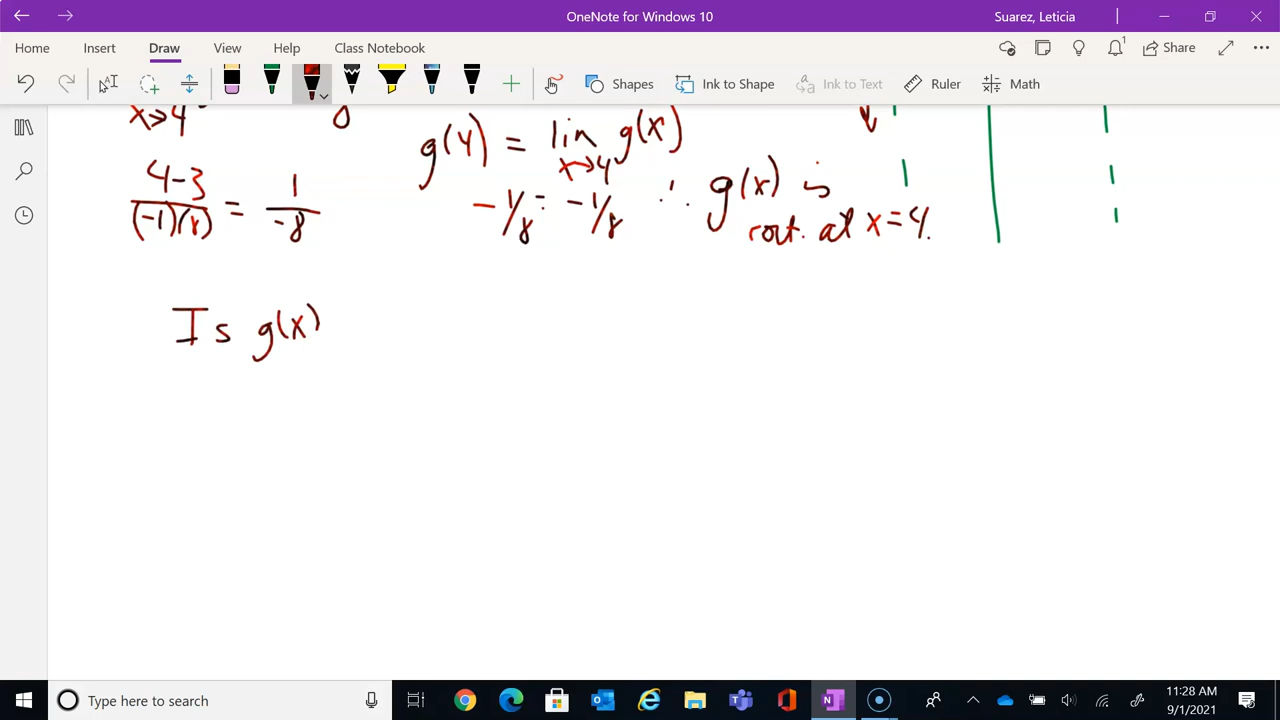 OneNote for Windows 10
Suarez, Leticia
Home Insert Draw View Help Class Notebook
Share
Shapes Ink to Shape Ink to Text Ruler Math
x→4
g(4) = lim g(x)
x→4
4-3 / (-1)(8) = 1 / -8
-1/8 = -1/8 ∴ g(x) is
cont. at x=4.
Is g(x)
Type here to search
11:28 AM
9/1/2021